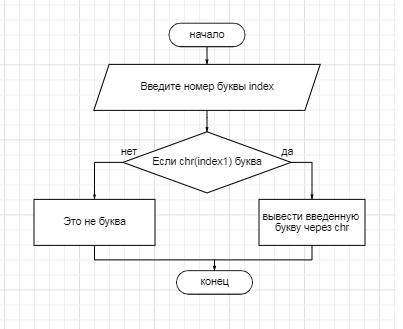 начало
Введите номер буквы index
Если chr(index1) буква
нет
да
Это не буква
вывести введенную
букву через chr
конец